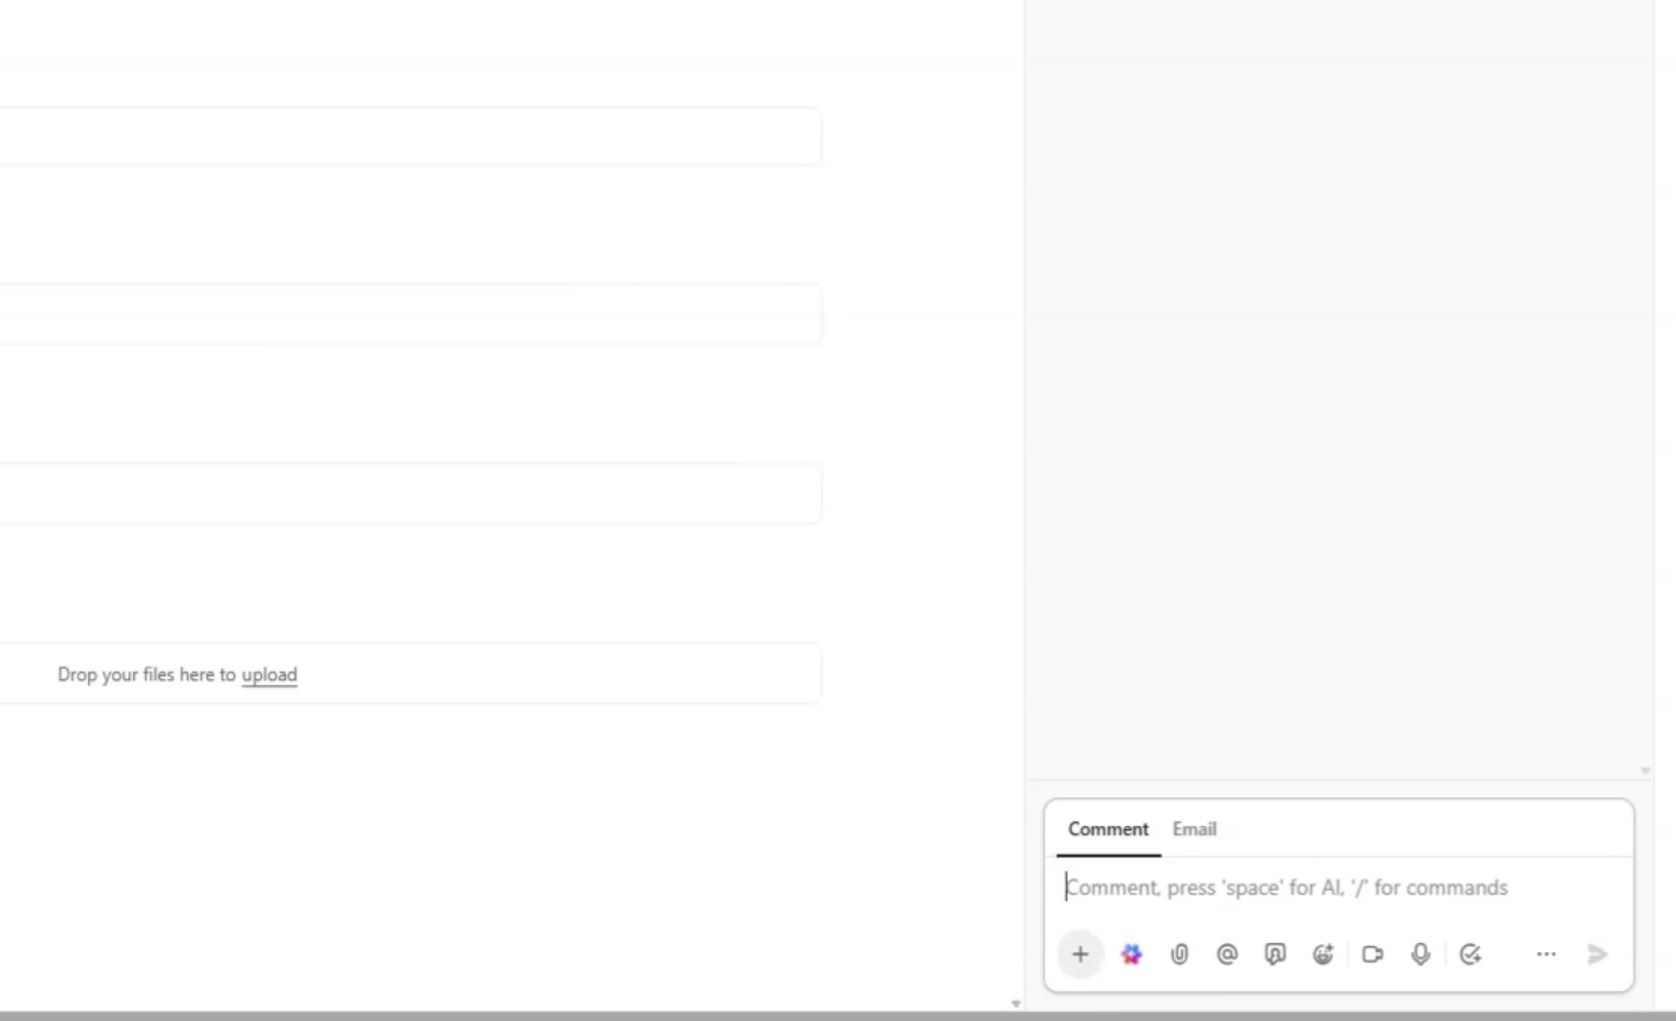 Drop your files here to upload
Comment Email
Comment, press 'space' for AI, '/' for commands